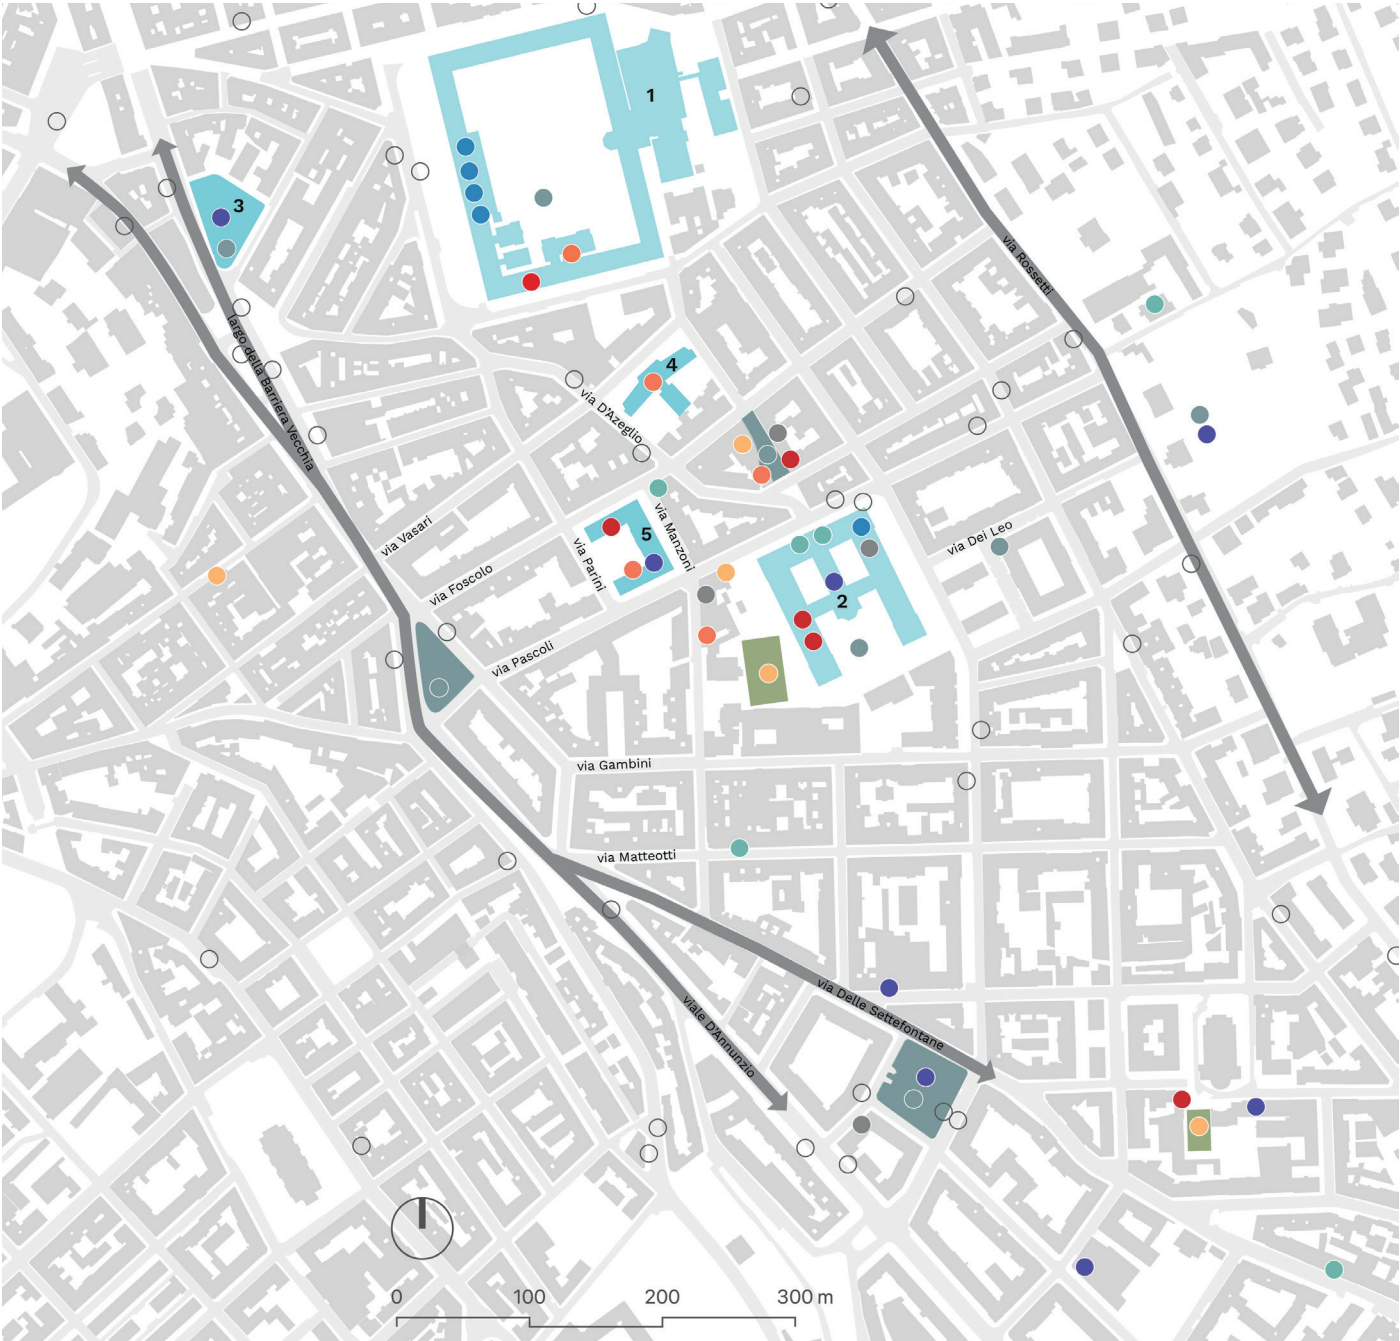 1
3
via Rossetti
largo della Barriera Vecchia
4
via D'Azeglio
via Manzoni
5
via Vasari
via Parini
via Dei Leo
via Foscolo
2
via Pascoli
via Gambini
via Matteotti
via Delle Settefontane
viale D'Annunzio
0 100 200 300 m